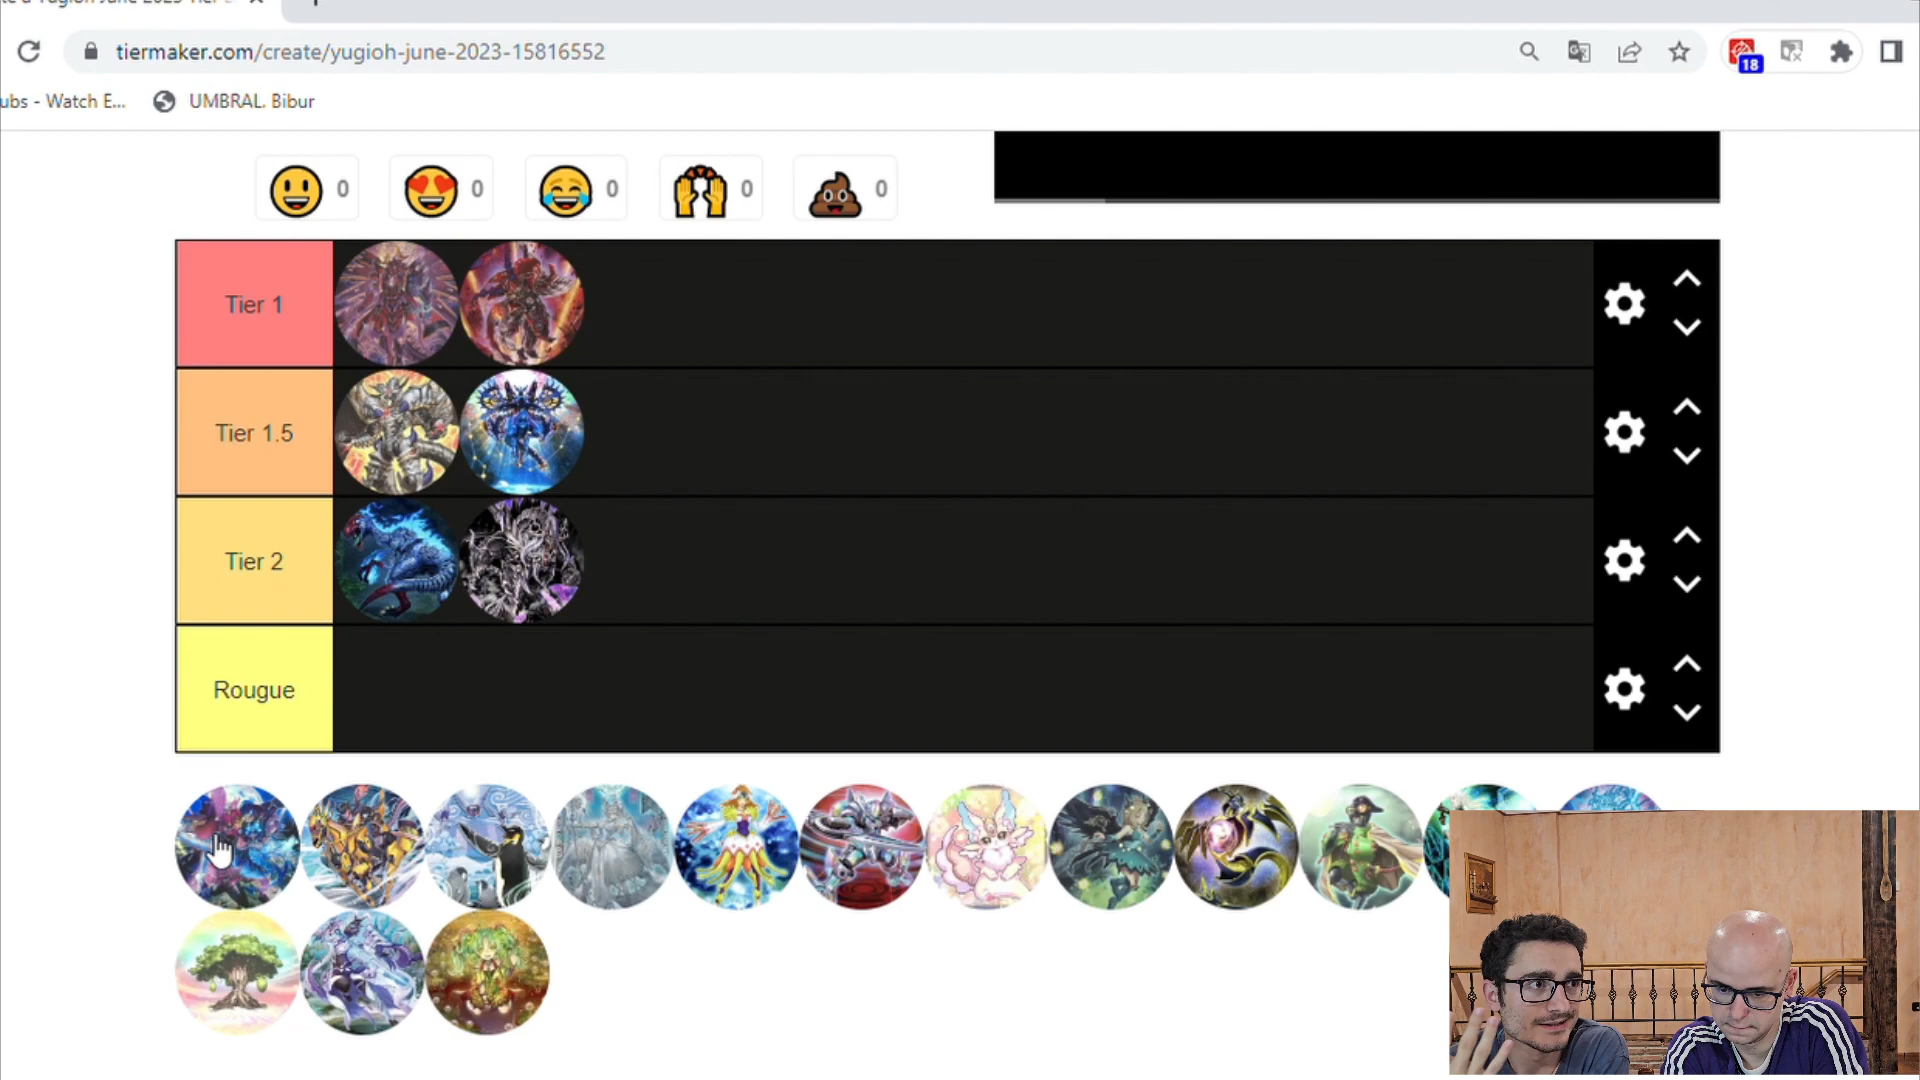 tiermaker.com/create/yugioh-june-2023-15816552
18
ubs - Watch E...
UMBRAL. Bibur
0
0
0
0
0
Tier 1
Tier 1.5
Tier 2
Rougue